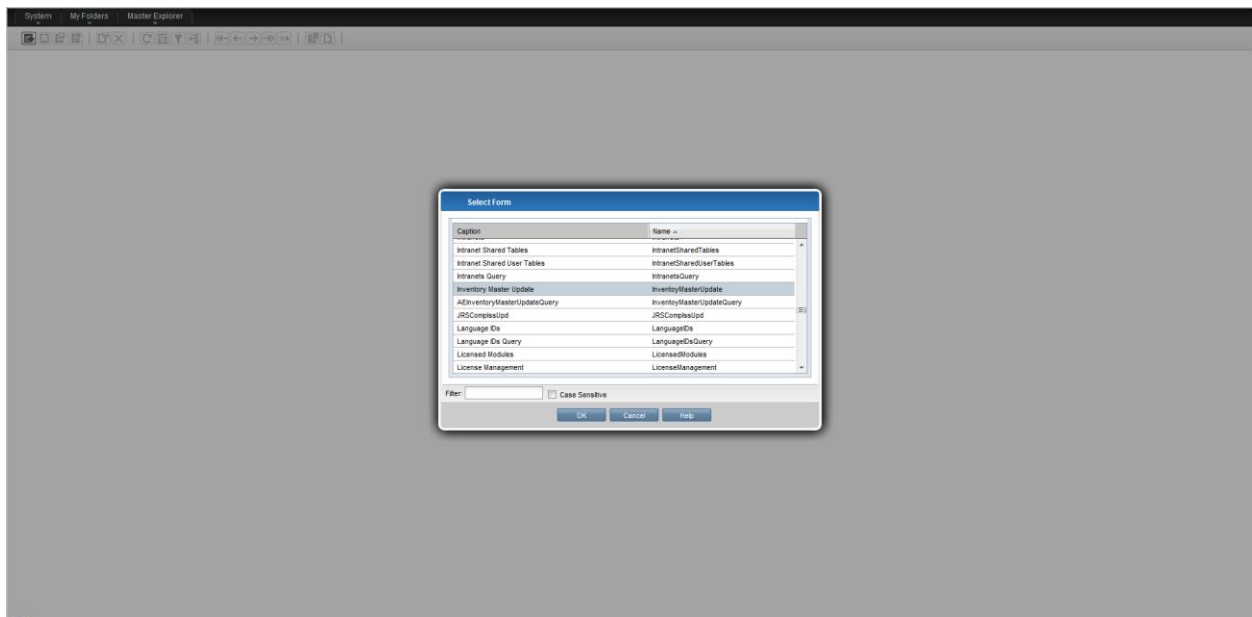 System My Folders Master Explorer
Select Form
Caption Name
Intranet Shared Tables IntranetSharedTables
Intranet Shared User Tables IntranetSharedUserTables
Intranets Query IntranetsQuery
Inventory Master Update InventoyMasterUpdate
AEInventoryMasterUpdateQuery InventoyMasterUpdateQuery
JRSCompIssUpd JRSCompIssUpd
Language IDs LanguageIDs
Language IDs Query LanguageIDsQuery
Licensed Modules LicensedModules
License Management LicenseManagement
Filter: Case Sensitive
OK Cancel Help